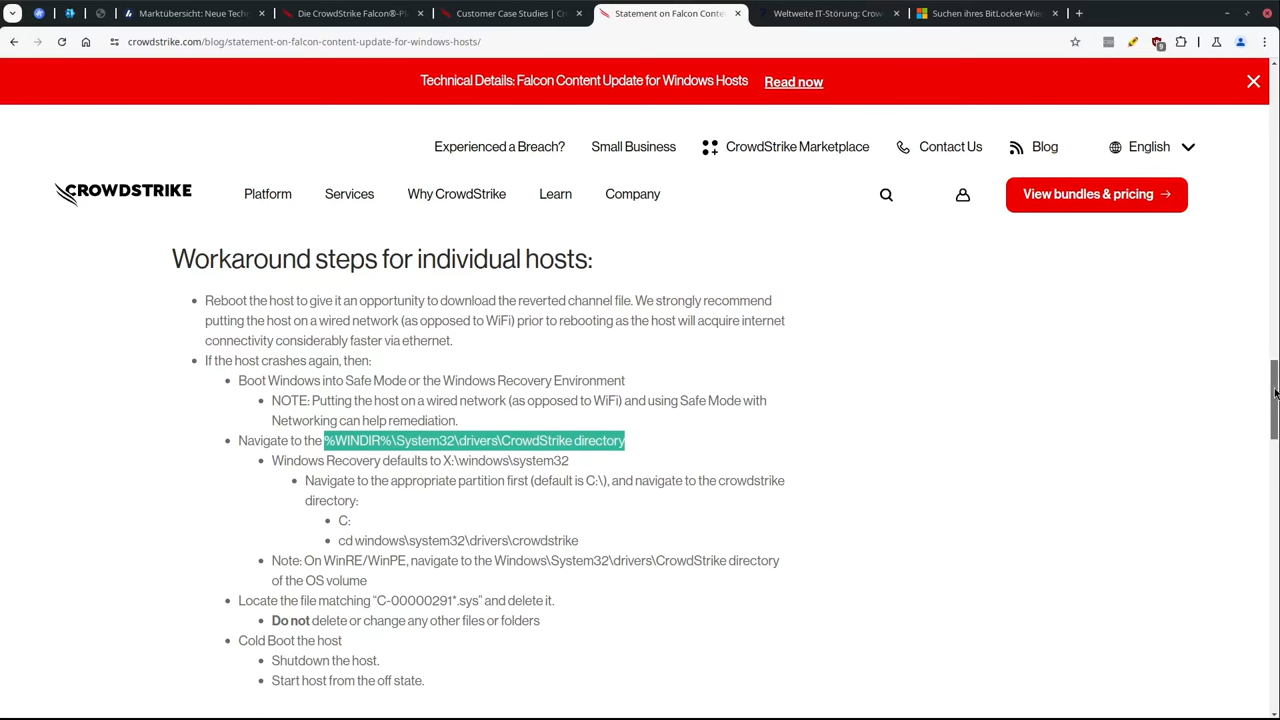 Marktübersicht: Neue Tech
Die CrowdStrike Falcon®-Pl
Customer Case Studies | Cr
Statement on Falcon Conte
Weltweite IT-Störung: Crow
Suchen ihres BitLocker-Wie
crowdstrike.com/blog/statement-on-falcon-content-update-for-windows-hosts/
Technical Details: Falcon Content Update for Windows Hosts Read now
Experienced a Breach? Small Business CrowdStrike Marketplace Contact Us Blog English
CROWDSTRIKE Platform Services Why CrowdStrike Learn Company View bundles & pricing →
Workaround steps for individual hosts:
• Reboot the host to give it an opportunity to download the reverted channel file. We strongly recommend
putting the host on a wired network (as opposed to WiFi) prior to rebooting as the host will acquire internet
connectivity considerably faster via ethernet.
• If the host crashes again, then:
• Boot Windows into Safe Mode or the Windows Recovery Environment
• NOTE: Putting the host on a wired network (as opposed to WiFi) and using Safe Mode with
Networking can help remediation.
• Navigate to the %WINDIR%\System32\drivers\CrowdStrike directory
• Windows Recovery defaults to X:\windows\system32
• Navigate to the appropriate partition first (default is C:\), and navigate to the crowdstrike
directory:
• C:
• cd windows\system32\drivers\crowdstrike
• Note: On WinRE/WinPE, navigate to the Windows\System32\drivers\CrowdStrike directory
of the OS volume
• Locate the file matching “C-00000291*.sys” and delete it.
• Do not delete or change any other files or folders
• Cold Boot the host
• Shutdown the host.
• Start host from the off state.